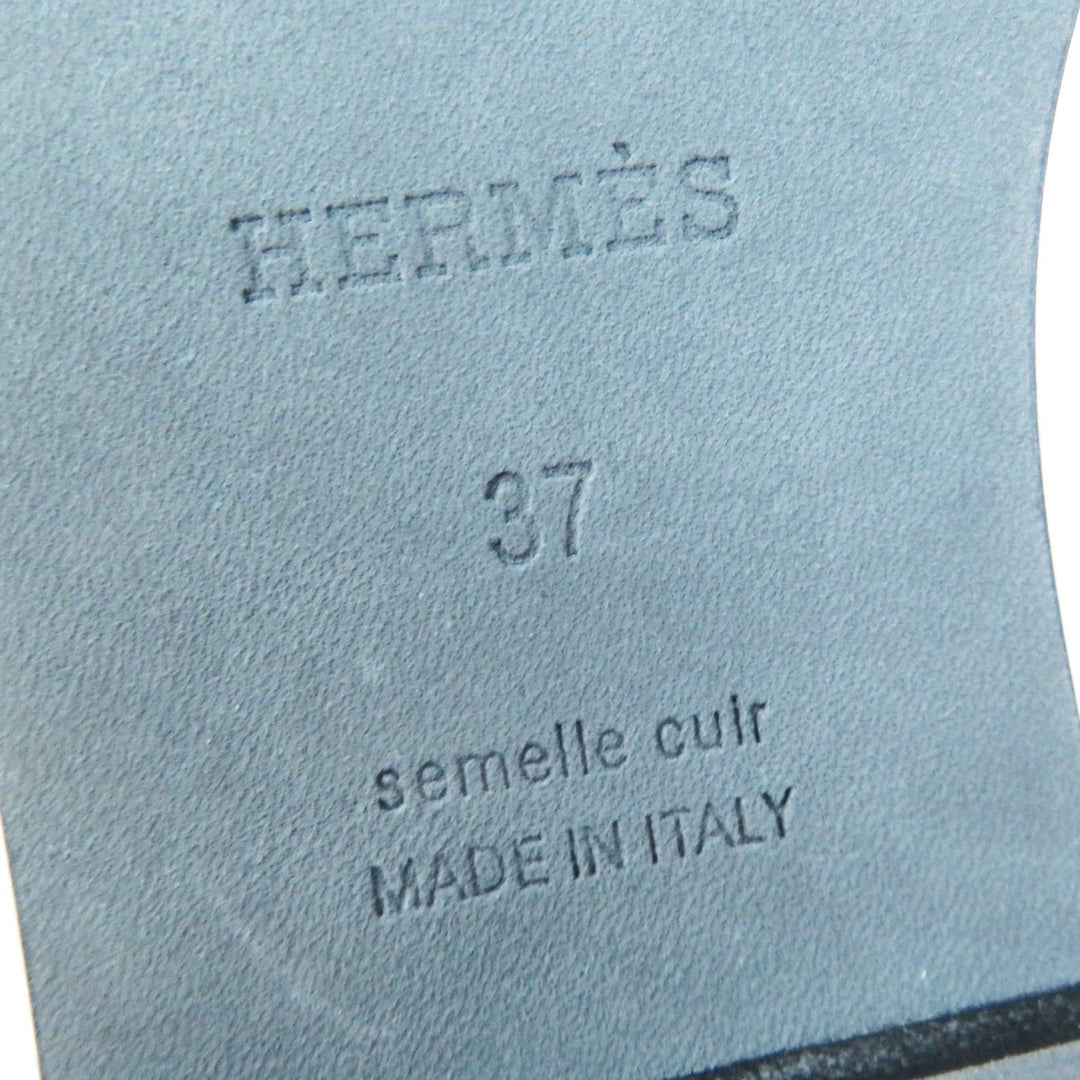 HERMÈS
37
semelle cuir
MADE IN ITALY